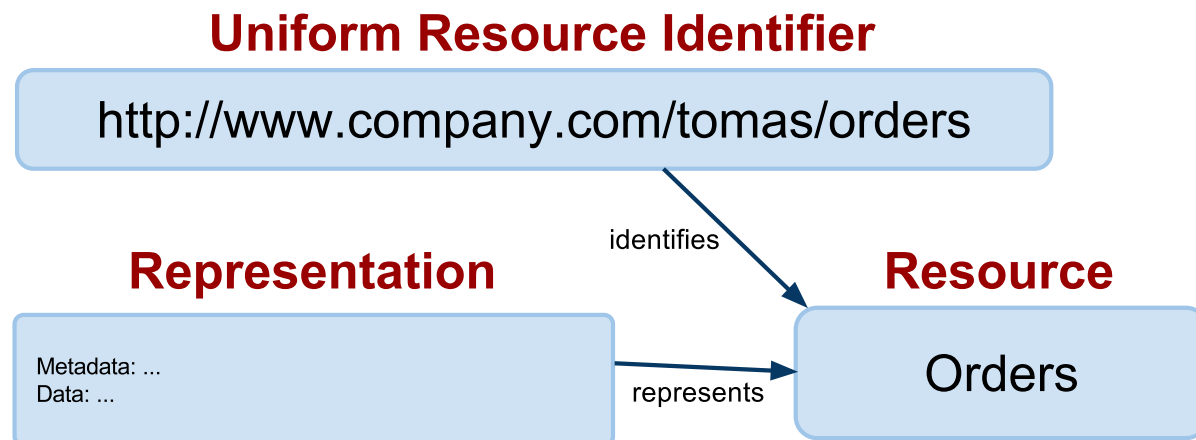 Uniform Resource Identifier
http://www.company.com/tomas/orders
identifies
Representation
Resource
Metadata: ...
Data: ...
represents
Orders